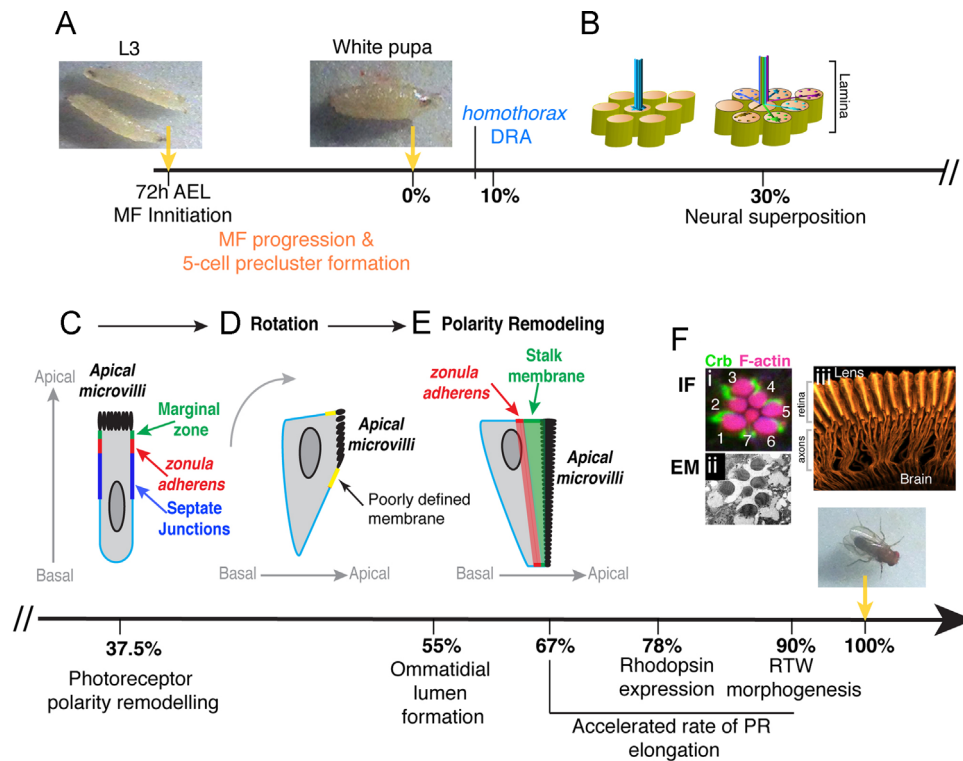 A
L3
White pupa
B
Lamina
homothorax
DRA
72h AEL
MF Innitiation
0%
10%
30%
Neural superposition
MF progression &
5-cell precluster formation
C
D
Rotation
E
Polarity Remodeling
F
Apical
Basal
Apical
microvilli
Marginal
zone
zonula
adherens
Septate
Junctions
Apical
microvilli
Poorly defined
membrane
Basal
Apical
zonula
adherens
Stalk
membrane
Apical
microvilli
Basal
Apical
Crb F-actin
IF
i
3
4
2
5
1
7
6
EM
ii
iii
Lens
retina
axons
Brain
//
//
37.5%
Photoreceptor
polarity remodelling
55%
Ommatidial
lumen
formation
67%
78%
Rhodopsin
expression
90%
RTW
morphogenesis
100%
Accelerated rate of PR
elongation